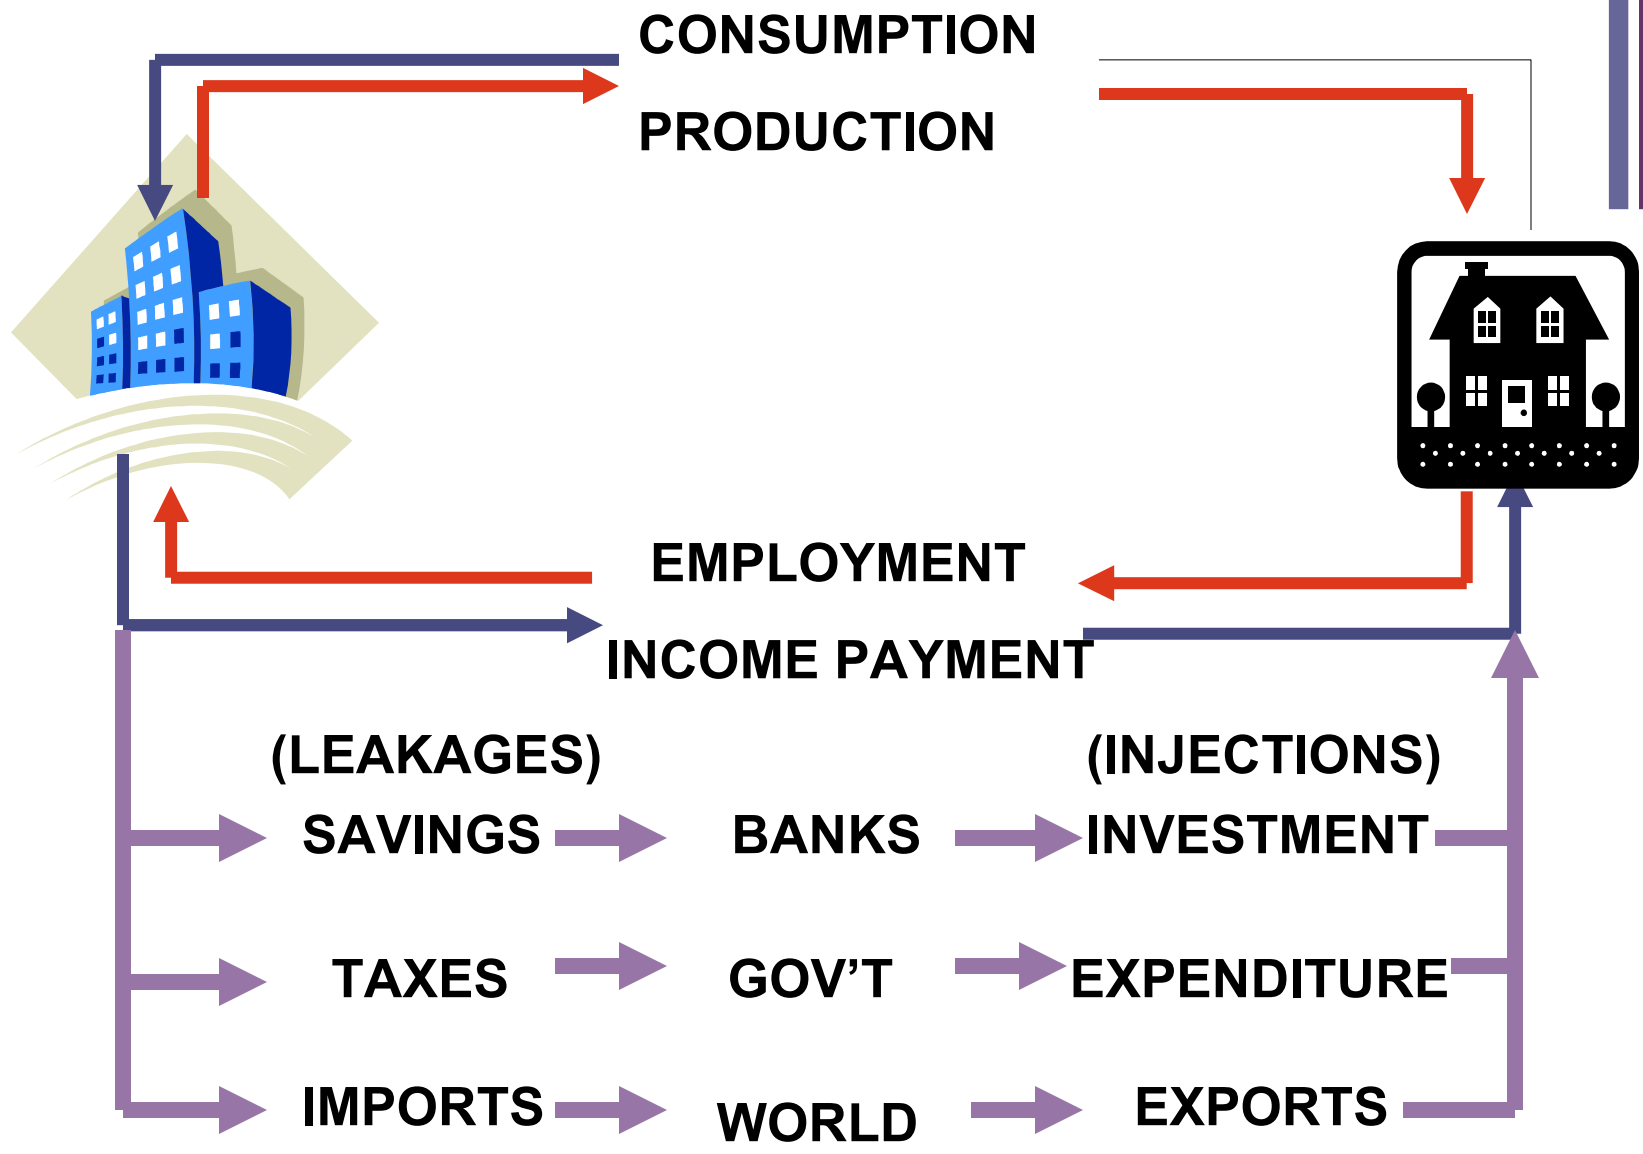 CONSUMPTION
PRODUCTION
EMPLOYMENT
INCOME PAYMENT
(LEAKAGES) (INJECTIONS)
SAVINGS BANKS INVESTMENT
TAXES GOV’T EXPENDITURE
IMPORTS WORLD EXPORTS